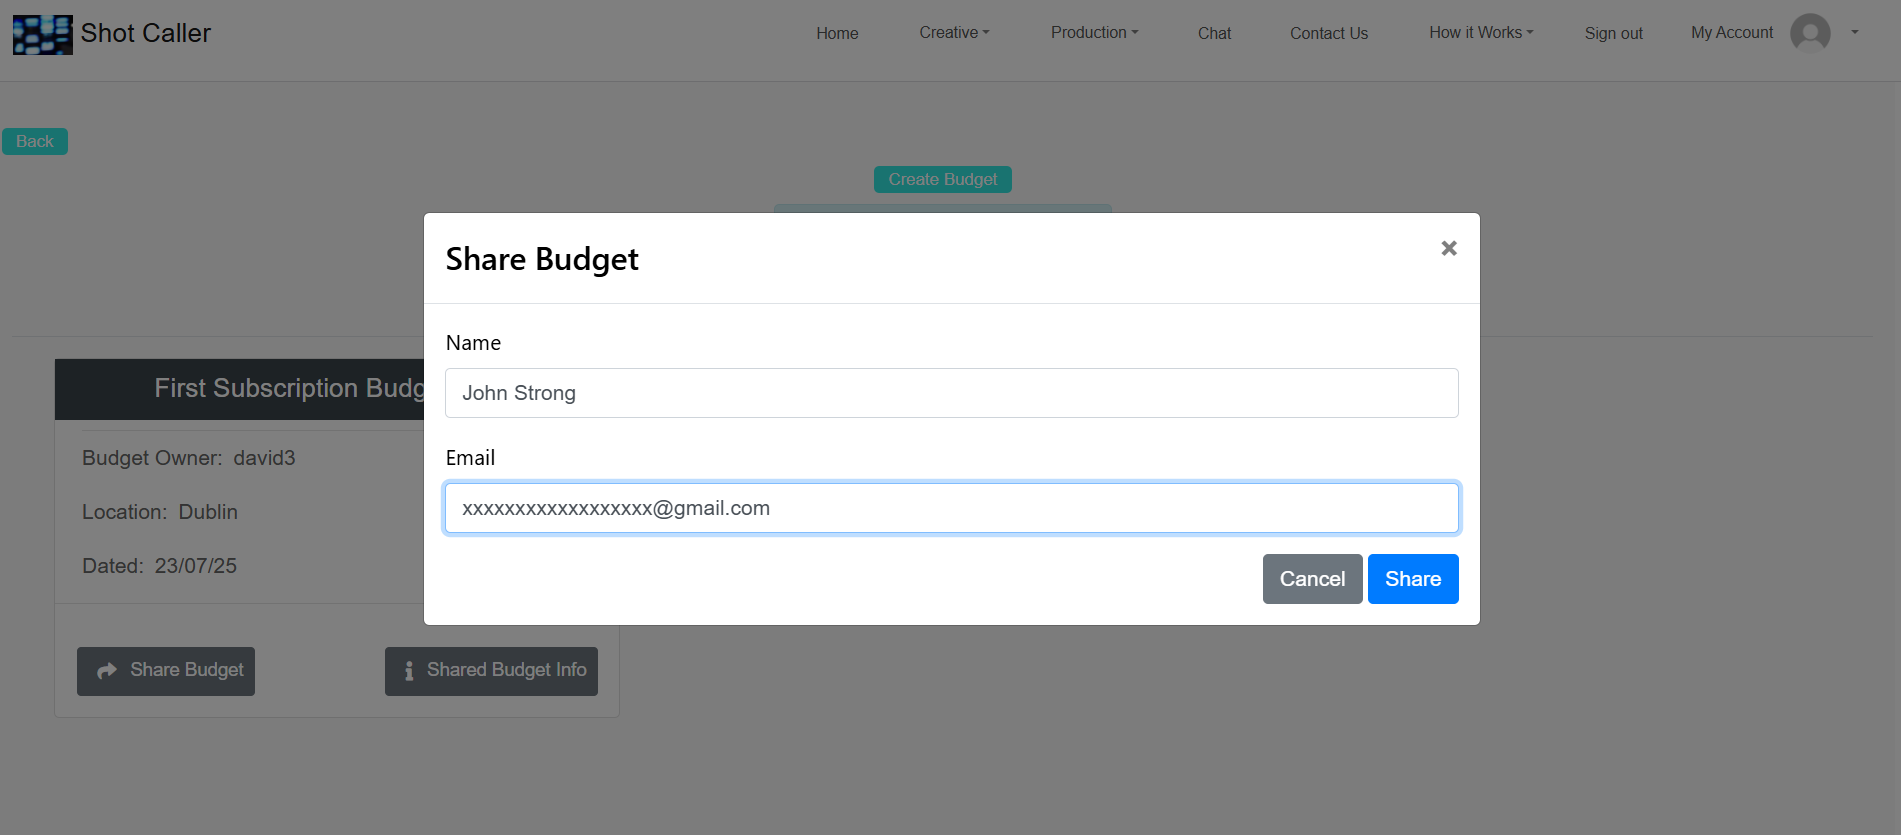 Shot Caller
Home
Creative
Production
Chat
Contact Us
How it Works
Sign out
My Account
Back
Create Budget
Share Budget
×
Name
John Strong
Email
xxxxxxxxxxxxxxxxxx@gmail.com
Cancel
Share
First Subscription Budg
Budget Owner: david3
Location: Dublin
Dated: 23/07/25
Share Budget
Shared Budget Info